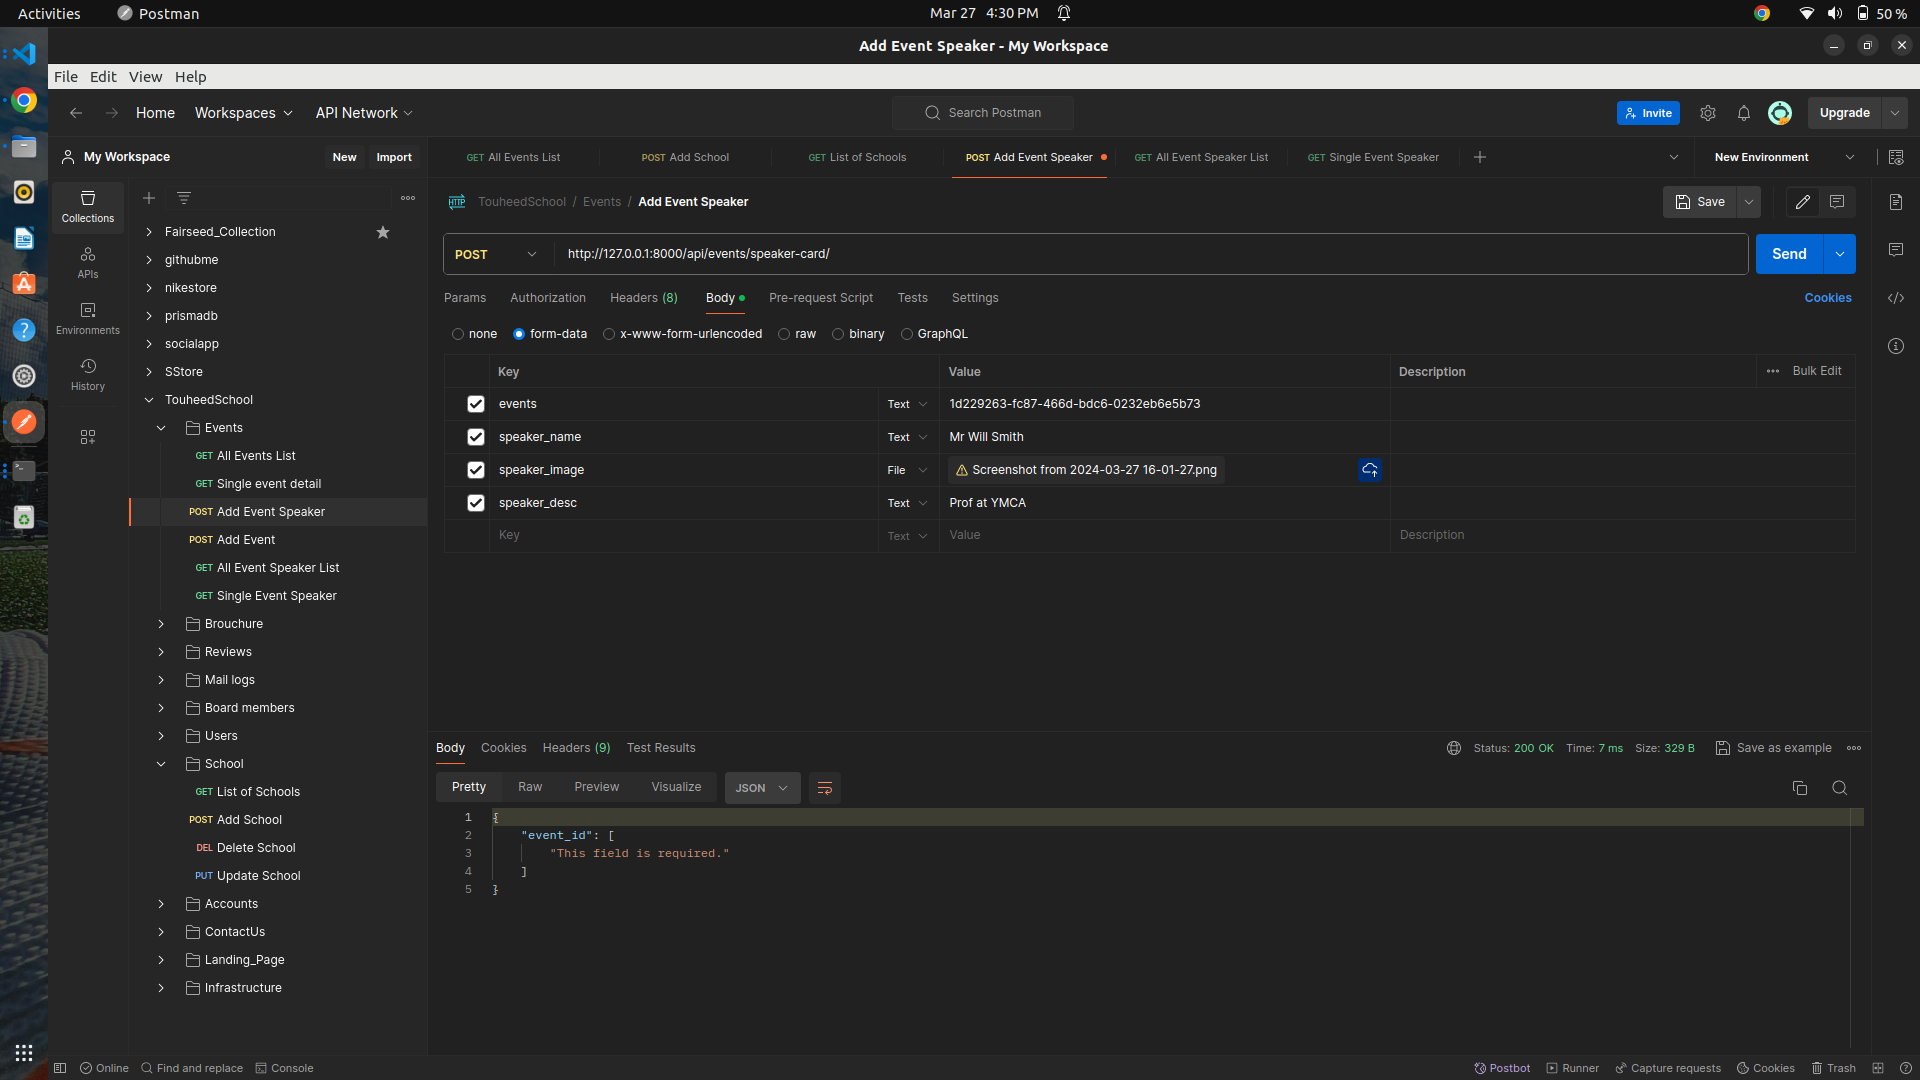 Activities Postman Mar 27 4:30 PM 50 %
Add Event Speaker - My Workspace
File Edit View Help
Home Workspaces API Network Search Postman Invite Upgrade
My Workspace New Import GET All Events List POST Add School GET List of Schools POST Add Event Speaker GET All Event Speaker List GET Single Event Speaker New Environment
Collections
APIs
Environments
History
Fairseed_Collection
githubme
nikestore
prismadb
socialapp
SStore
TouheedSchool
Events
GET All Events List
GET Single event detail
POST Add Event Speaker
POST Add Event
GET All Event Speaker List
GET Single Event Speaker
Brouchure
Reviews
Mail logs
Board members
Users
School
GET List of Schools
POST Add School
DEL Delete School
PUT Update School
Accounts
ContactUs
Landing_Page
Infrastructure
HTTP TouheedSchool / Events / Add Event Speaker Save
POST http://127.0.0.1:8000/api/events/speaker-card/ Send
Params Authorization Headers (8) Body Pre-request Script Tests Settings Cookies
none form-data x-www-form-urlencoded raw binary GraphQL
Key Value Description Bulk Edit
events Text 1d229263-fc87-466d-bdc6-0232eb6e5b73
speaker_name Text Mr Will Smith
speaker_image File Screenshot from 2024-03-27 16-01-27.png
speaker_desc Text Prof at YMCA
Key Text Value Description
Body Cookies Headers (9) Test Results Status: 200 OK Time: 7 ms Size: 329 B Save as example
Pretty Raw Preview Visualize JSON
1 {
2 "event_id": [
3 "This field is required."
4 ]
5 }
Online Find and replace Console Postbot Runner Capture requests Cookies Trash